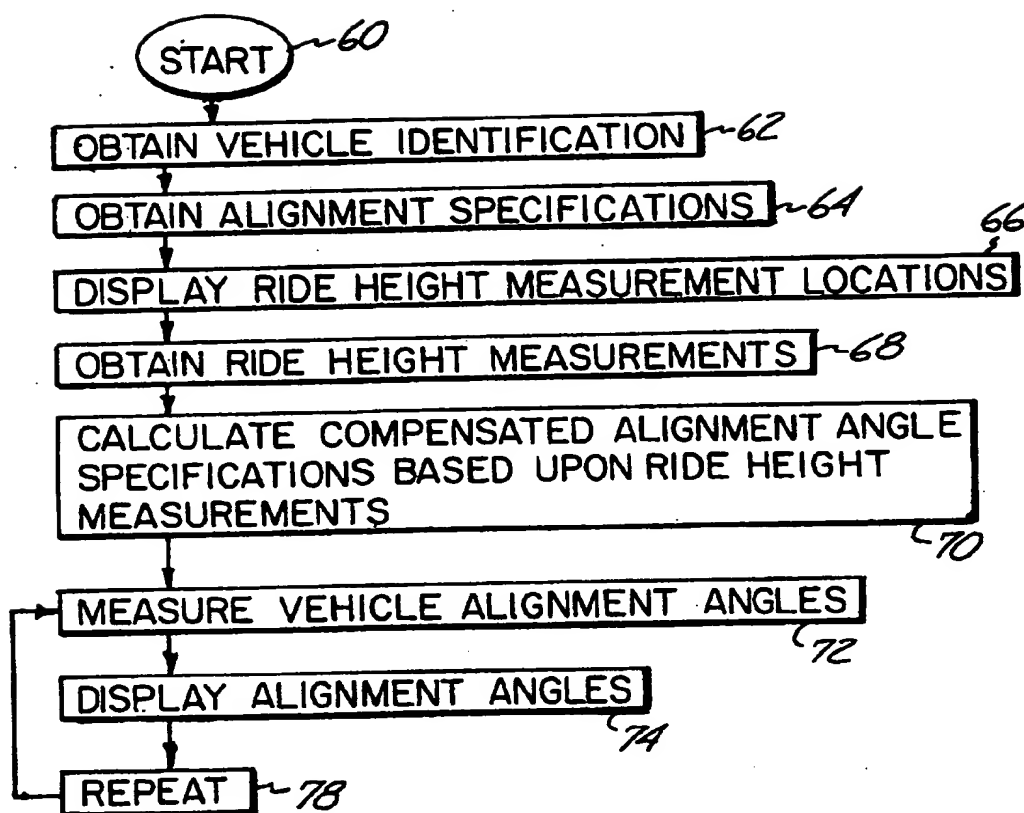 START 60
OBTAIN VEHICLE IDENTIFICATION 62
OBTAIN ALIGNMENT SPECIFICATIONS 64
66
DISPLAY RIDE HEIGHT MEASUREMENT LOCATIONS
OBTAIN RIDE HEIGHT MEASUREMENTS 68
CALCULATE COMPENSATED ALIGNMENT ANGLE
SPECIFICATIONS BASED UPON RIDE HEIGHT
MEASUREMENTS
70
MEASURE VEHICLE ALIGNMENT ANGLES
72
DISPLAY ALIGNMENT ANGLES
74
REPEAT 78